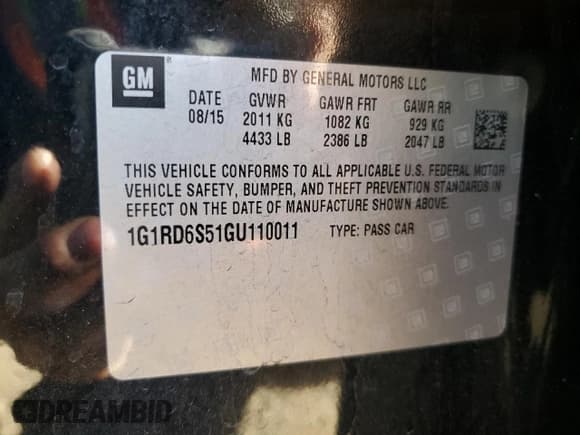 GM
MFD BY GENERAL MOTORS LLC
DATE GVWR GAWR FRT GAWR RR
08/15 2011 KG 1082 KG 929 KG
4433 LB 2386 LB 2047 LB
THIS VEHICLE CONFORMS TO ALL APPLICABLE U.S. FEDERAL MOTOR
VEHICLE SAFETY, BUMPER, AND THEFT PREVENTION STANDARDS IN
EFFECT ON THE DATE OF MANUFACTURE SHOWN ABOVE.
1G1RD6S51GU110011 TYPE: PASS CAR
DREAMBID